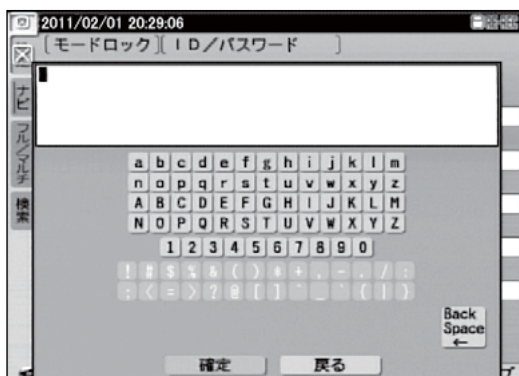 2011/02/01 20:29:06
[モードロック][ID/パスワード ]
ナビ
フル/マルチ
検索
a b c d e f g h i j k l m
n o p q r s t u v w x y z
A B C D E F G H I J K L M
N O P Q R S T U V W X Y Z
1 2 3 4 5 6 7 8 9 0
! # $ % & ( ) * + , - . / :
; < = > ? @ [ ] ^ _ ` { | }
Back
Space
←
確定 戻る
プ